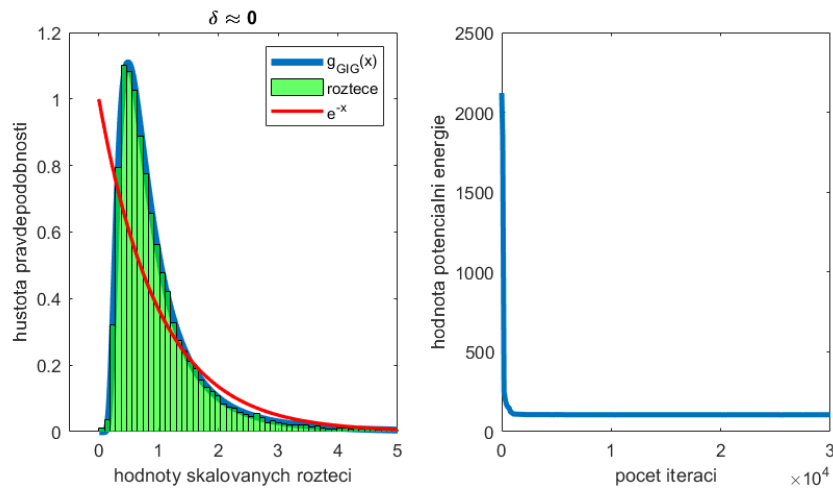 δ ≈ 0
hustota pravdepodobnosti
1.2
1
0.8
0.6
0.4
0.2
0
g_GIG(x)
roztece
e^-x
0 1 2 3 4 5
hodnoty skalovanych rozteci
hodnota potencialni energie
2500
2000
1500
1000
500
0
0 1 2 3
×10^4
pocet iteraci